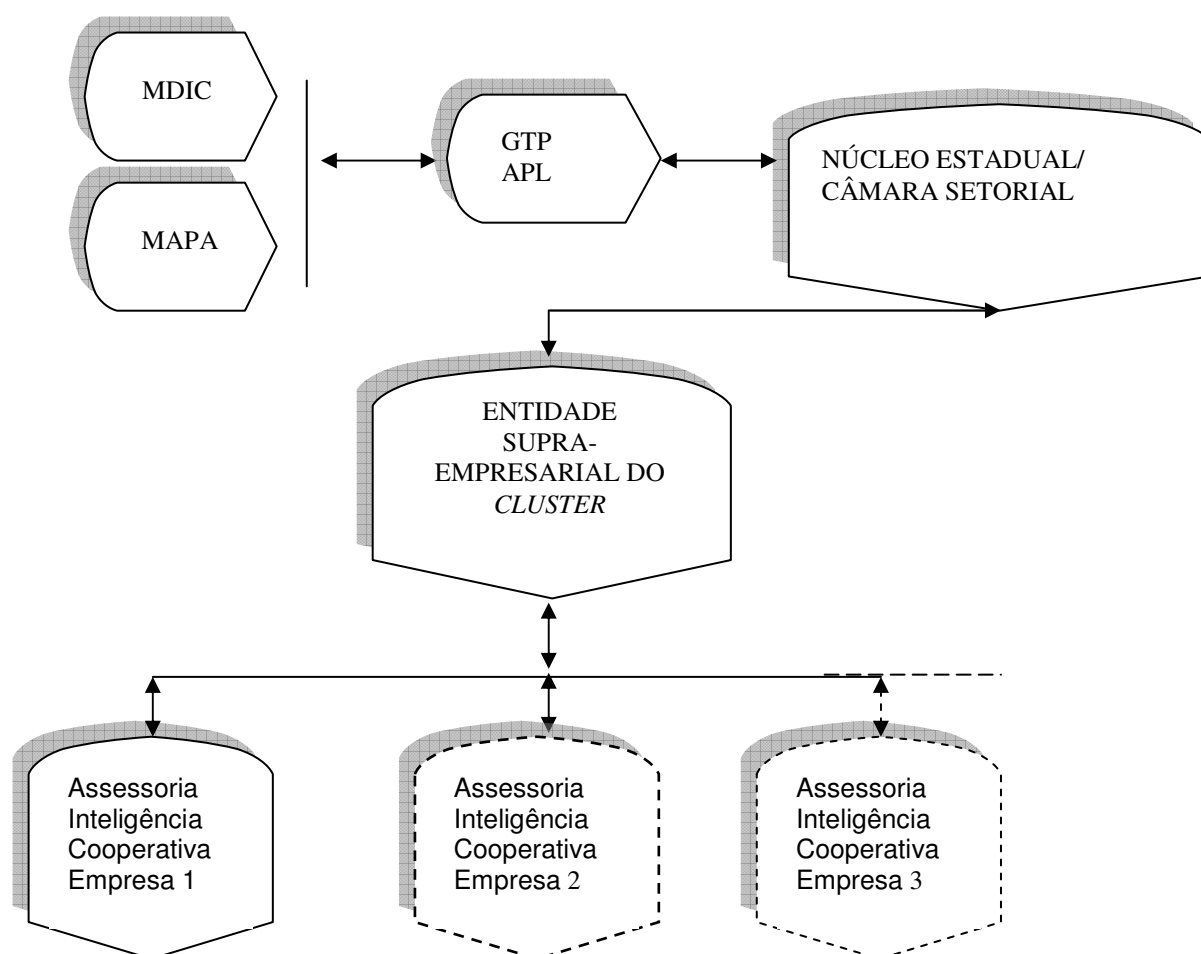 MDIC
MAPA
GTP
APL
NÚCLEO ESTADUAL/
CÂMARA SETORIAL
ENTIDADE
SUPRA-
EMPRESARIAL DO
CLUSTER
Assessoria
Inteligência
Cooperativa
Empresa 1
Assessoria
Inteligência
Cooperativa
Empresa 2
Assessoria
Inteligência
Cooperativa
Empresa 3